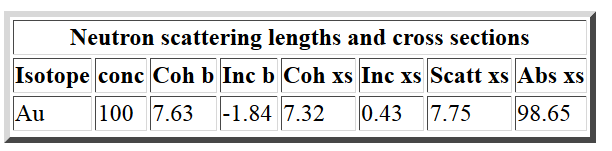 Neutron scattering lengths and cross sections
Isotope conc Coh b Inc b Coh xs Inc xs Scatt xs Abs xs
Au 100 7.63 -1.84 7.32 0.43 7.75 98.65